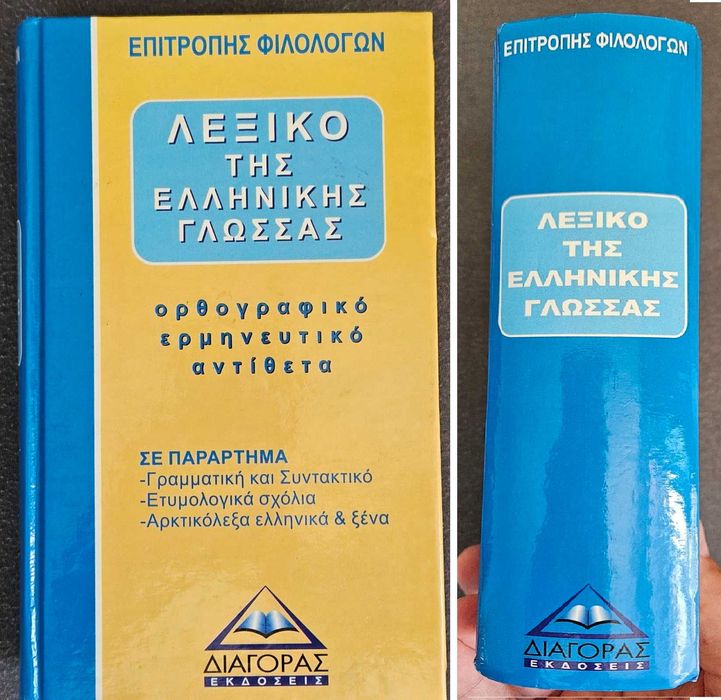 ΕΠΙΤΡΟΠΗΣ ΦΙΛΟΛΟΓΩΝ
ΛΕΞΙΚΟ
ΤΗΣ
ΕΛΛΗΝΙΚΗΣ
ΓΛΩΣΣΑΣ
ορθογραφικό
ερμηνευτικό
αντίθετα
ΣΕ ΠΑΡΑΡΤΗΜΑ
-Γραμματική και Συντακτικό
-Ετυμολογικά σχόλια
-Αρκτικόλεξα ελληνικά & ξένα
ΔΙΑΓΟΡΑΣ
ΕΚΔΟΣΕΙΣ
ΕΠΙΤΡΟΠΗΣ ΦΙΛΟΛΟΓΩΝ
ΛΕΞΙΚΟ
ΤΗΣ
ΕΛΛΗΝΙΚΗΣ
ΓΛΩΣΣΑΣ
ΔΙΑΓΟΡΑΣ
ΕΚΔΟΣΕΙΣ